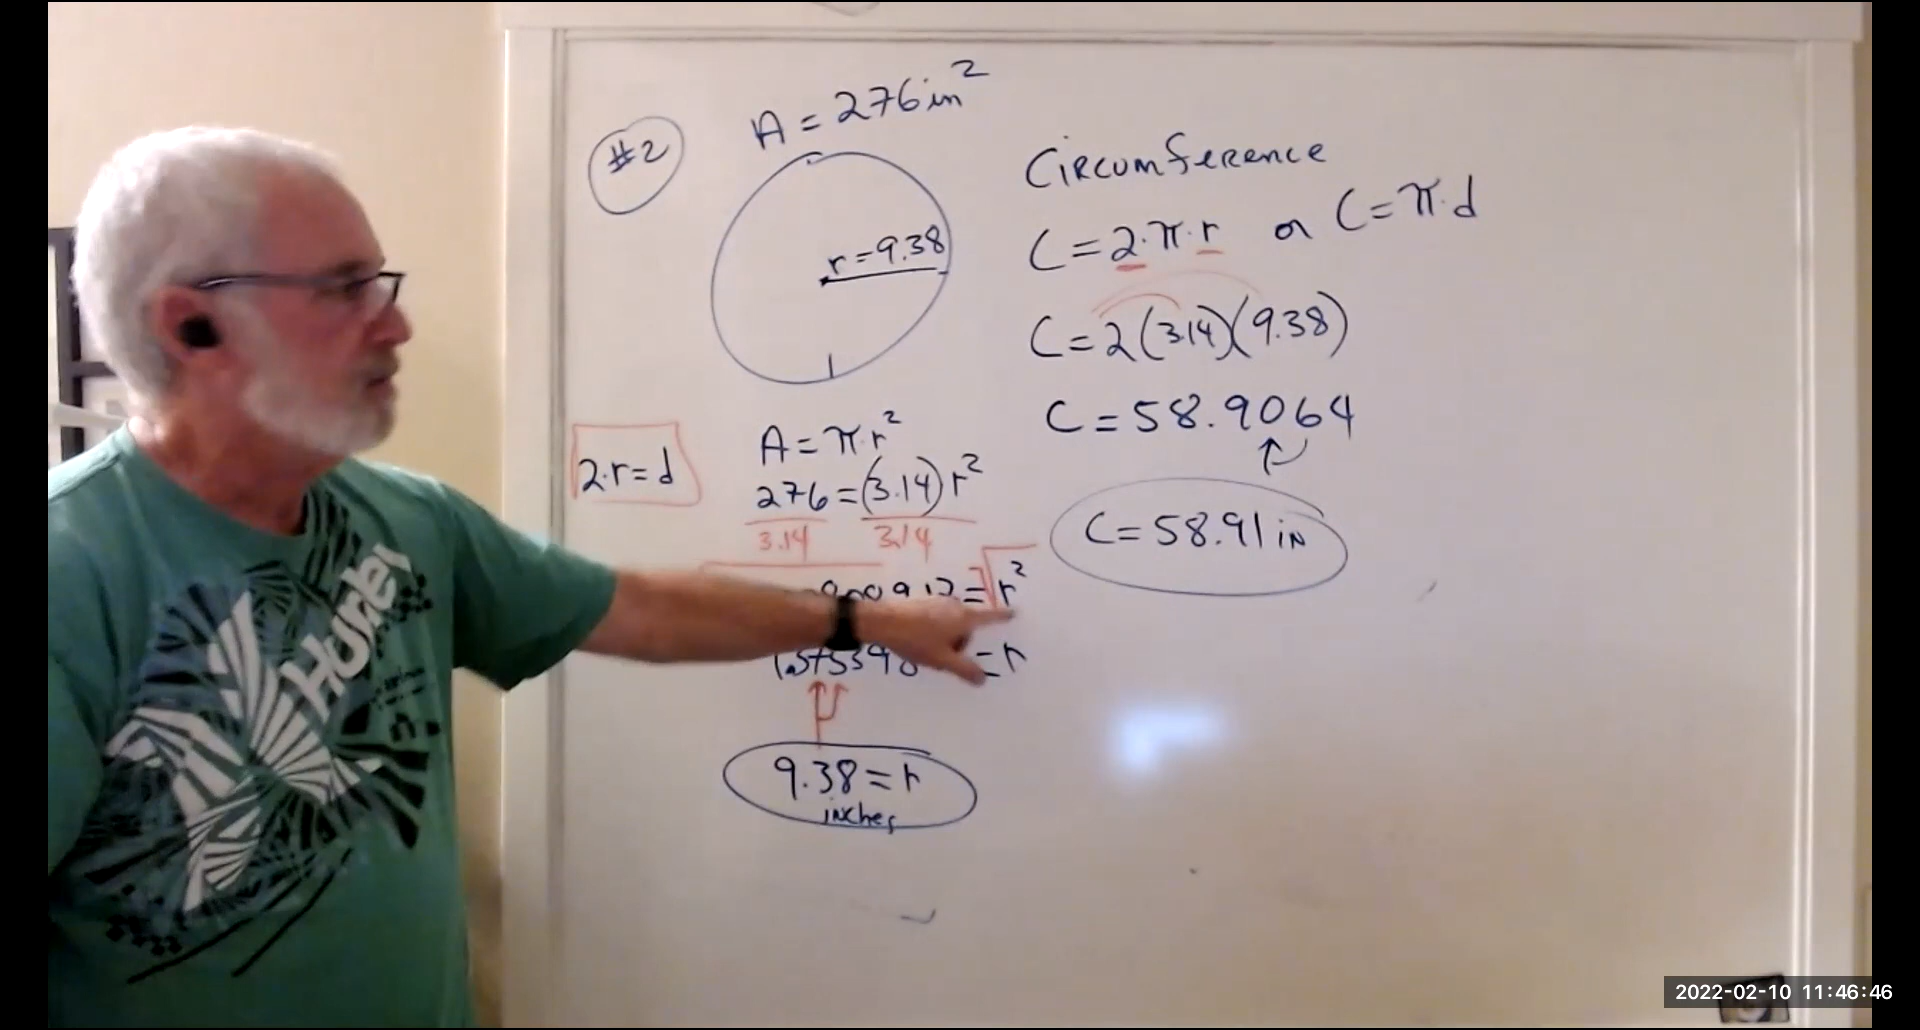 #2
A = 276 in²
r = 9.38
2·r = d
A = π·r²
276 = (3.14) r²
3.14 3.14
= √r²
= r
9.38 = r
inches
Circumference
C = 2·π·r or C = π·d
C = 2(3.14)(9.38)
C = 58.9064
C = 58.91 in
Hurley
2022-02-10 11:46:46